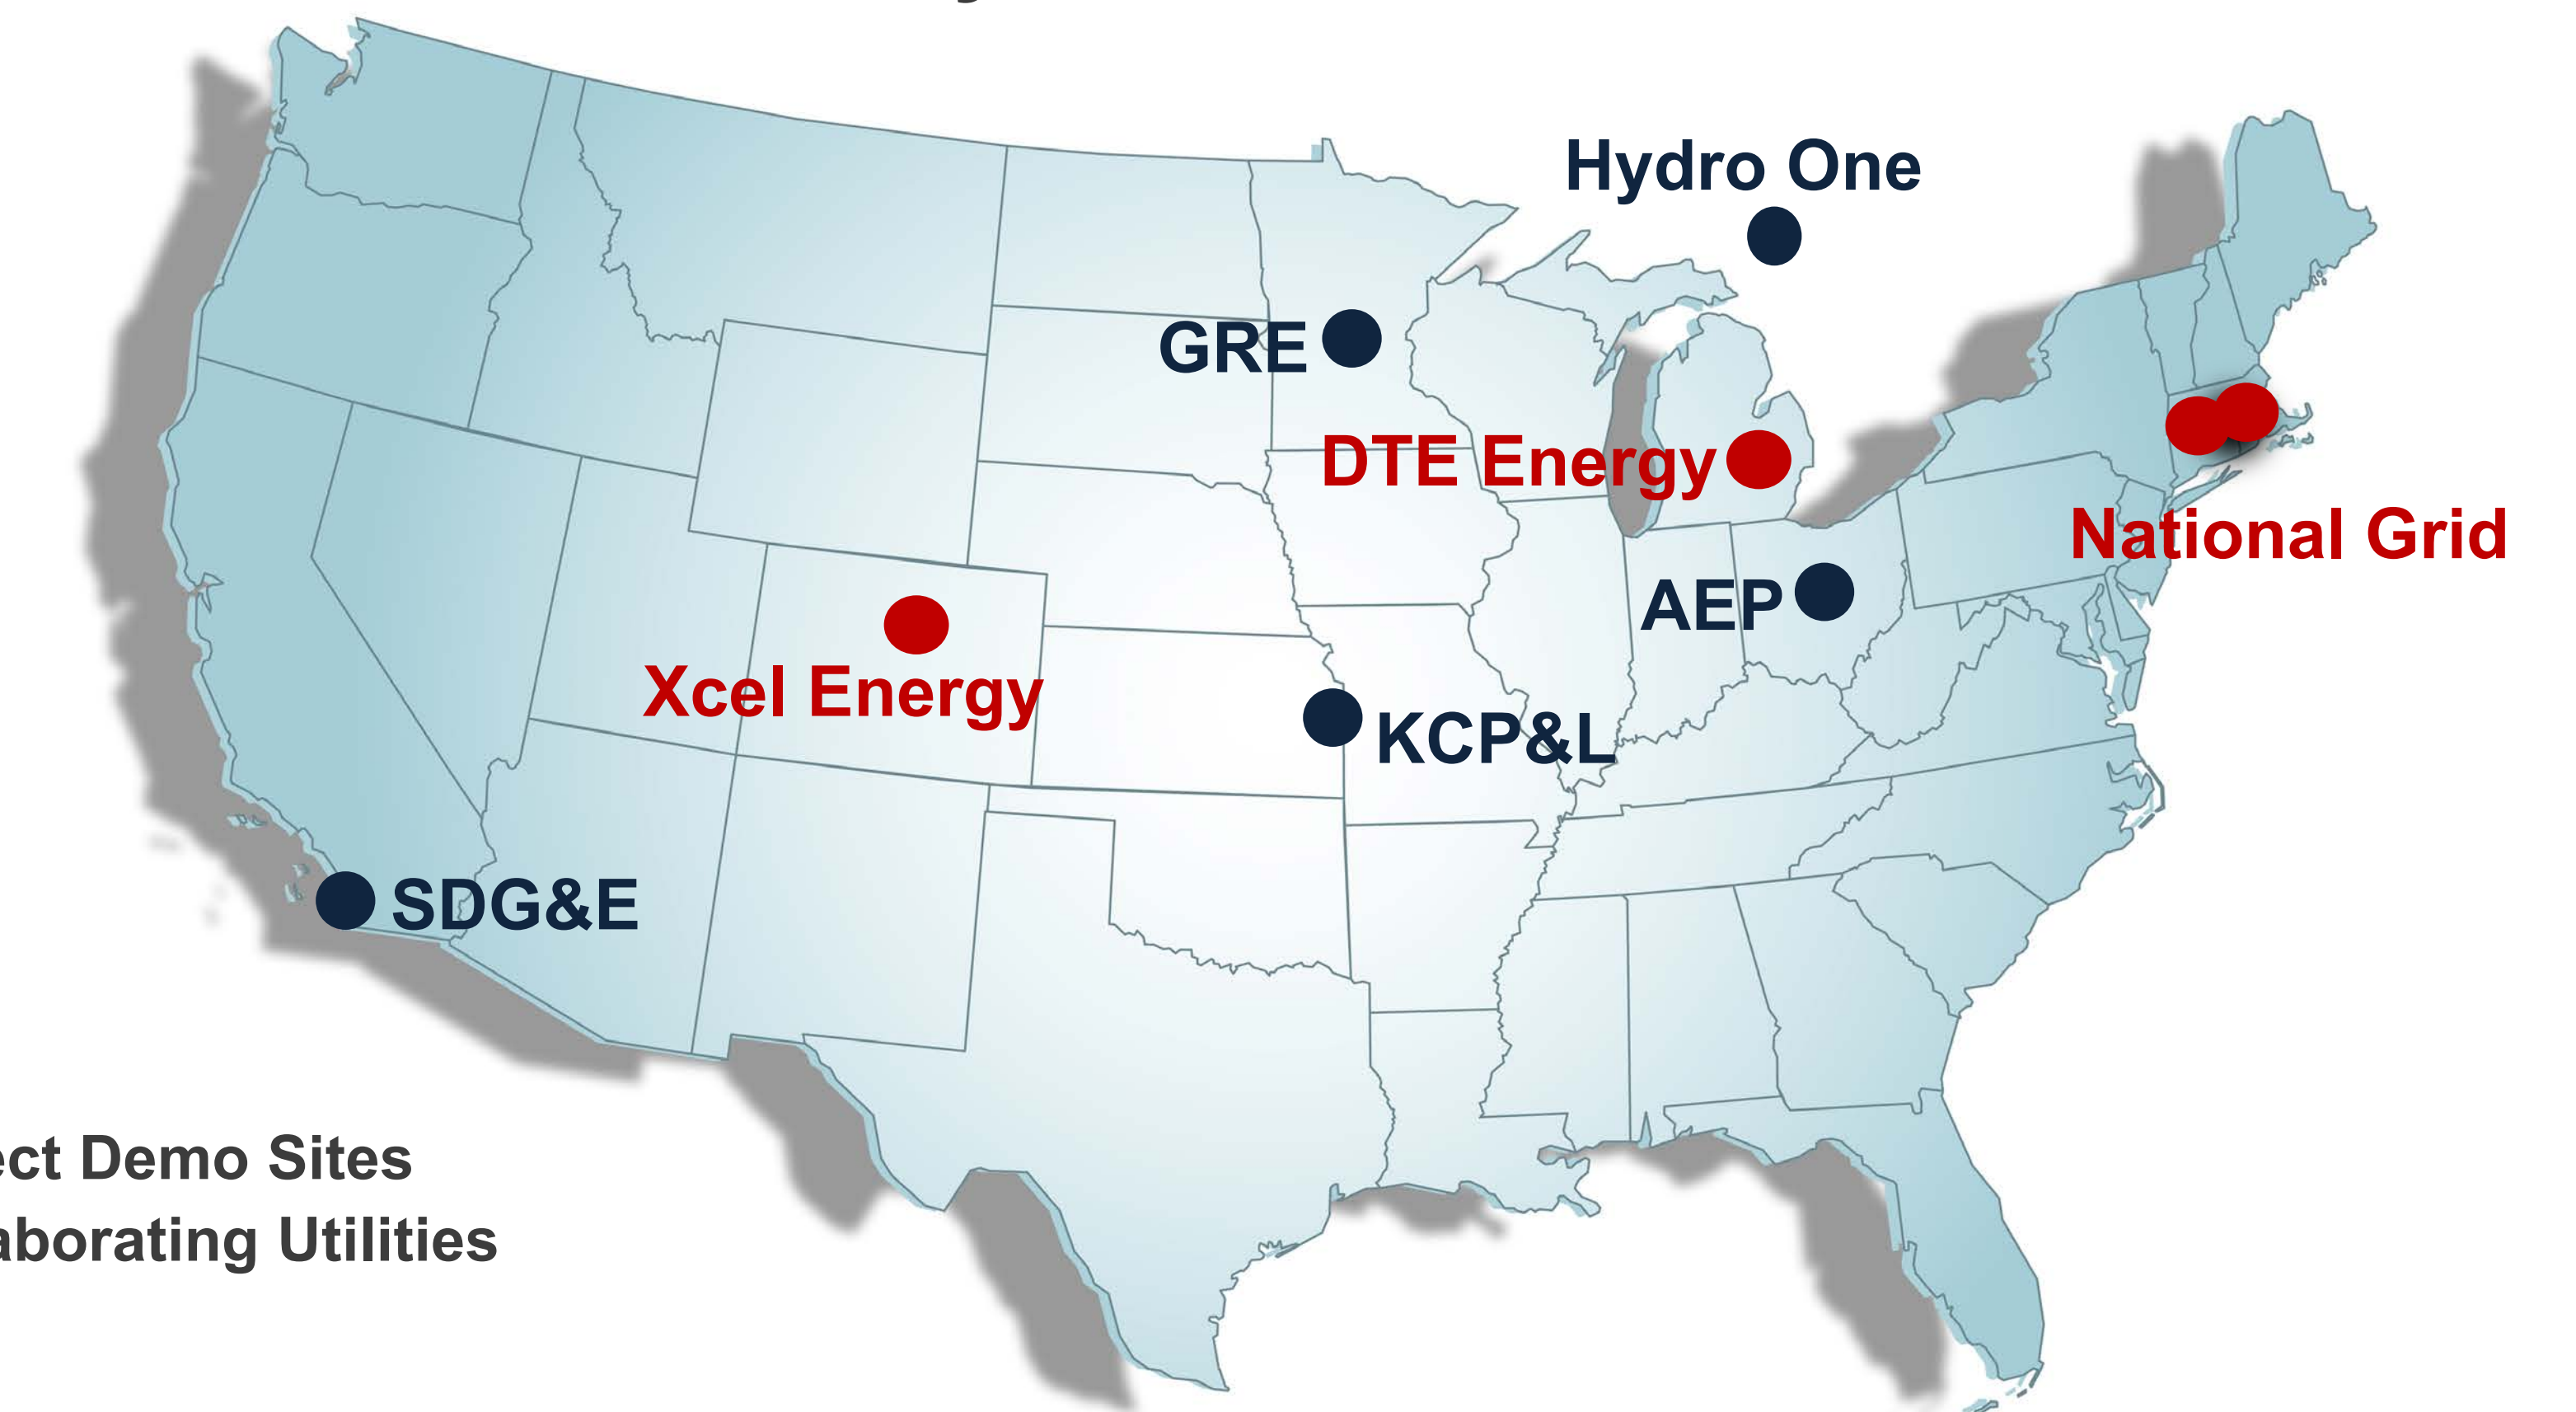 Hydro One
GRE
DTE Energy
National Grid
AEP
Xcel Energy
KCP&L
SDG&E
ect Demo Sites
aborating Utilities